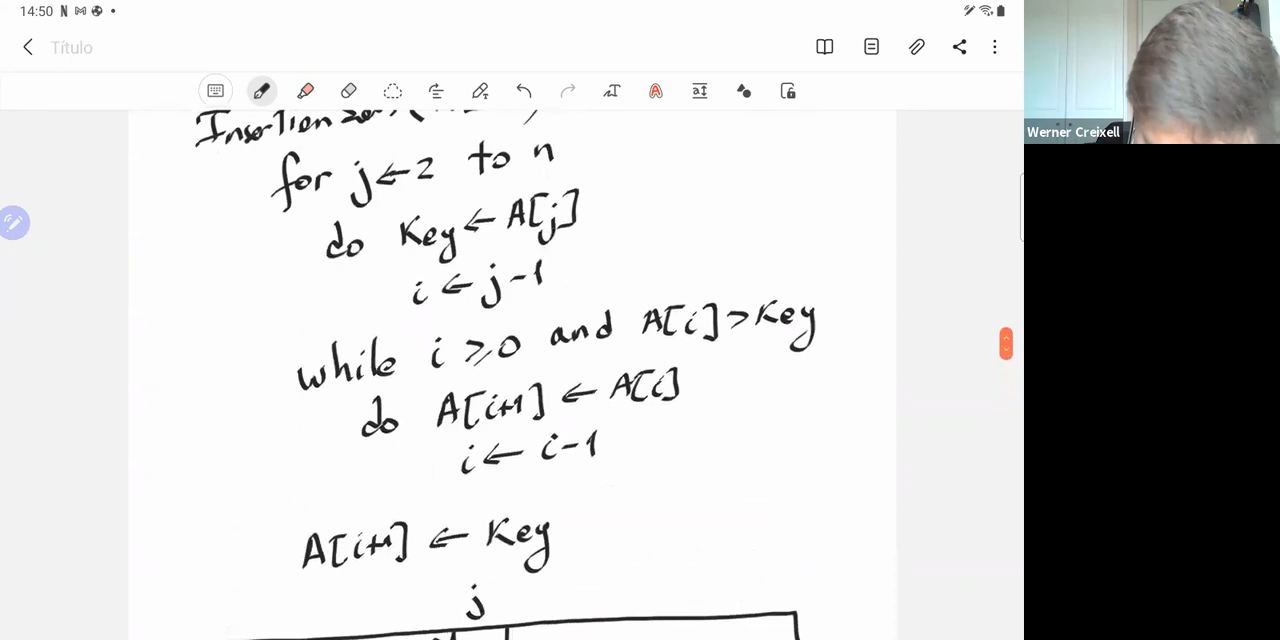 14:50
Título
Werner Creixell
Insertion
for j ← 2 to n
do Key ← A[j]
i ← j-1
while i ≥ 0 and A[i] > Key
do A[i+1] ← A[i]
i ← i-1
A[i+1] ← Key
j